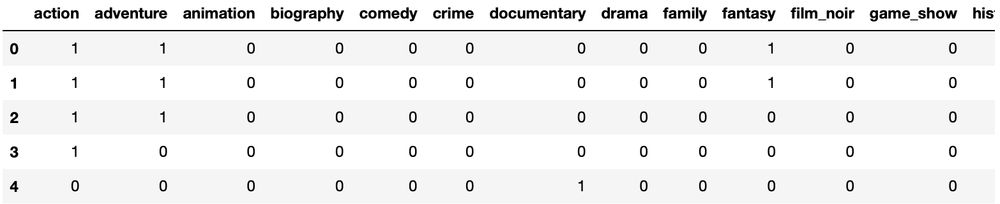 action adventure animation biography comedy crime documentary drama family fantasy film_noir game_show his
0 1 1 0 0 0 0 0 0 0 1 0 0
1 1 1 0 0 0 0 0 0 0 1 0 0
2 1 1 0 0 0 0 0 0 0 0 0 0
3 1 0 0 0 0 0 0 0 0 0 0 0
4 0 0 0 0 0 0 1 0 0 0 0 0